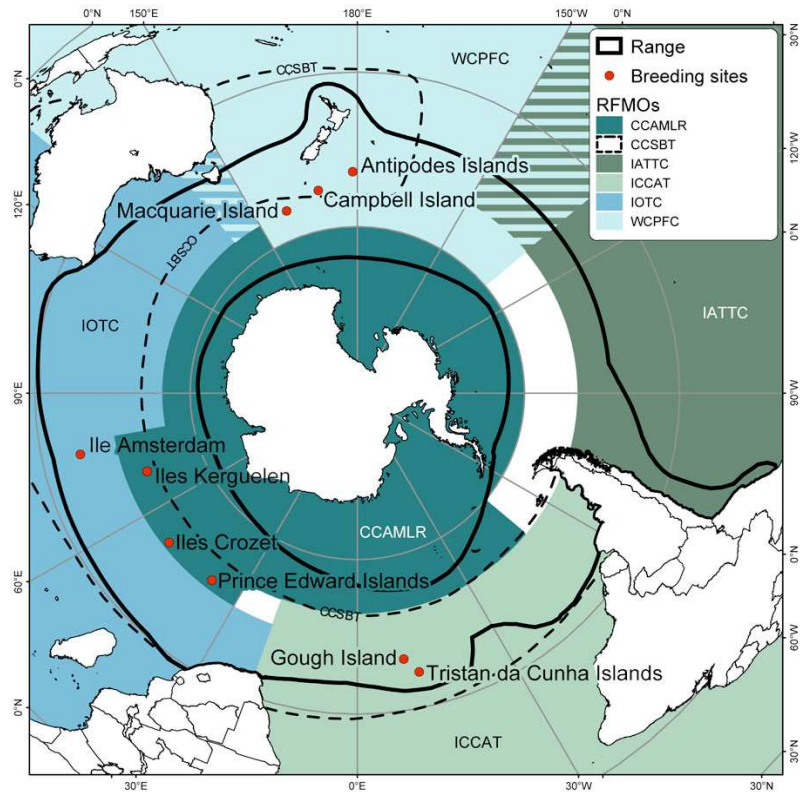 0°N
150°E
180°E
150°W
0°N
30°N
0°N
120°E
90°E
60°E
0°N
30°E
0°E
30°W
30°N
30°N
60°W
0°N
90°W
0°N
120°W
WCPFC
CCSBT
Antipodes Islands
Campbell Island
Macquarie Island
CCSBT
IOTC
IATTC
Ile Amsterdam
Iles Kerguelen
Iles Crozet
Prince Edward Islands
CCAMLR
CCSBT
Gough Island
Tristan da Cunha Islands
ICCAT
Range
Breeding sites
RFMOs
CCAMLR
CCSBT
IATTC
ICCAT
IOTC
WCPFC